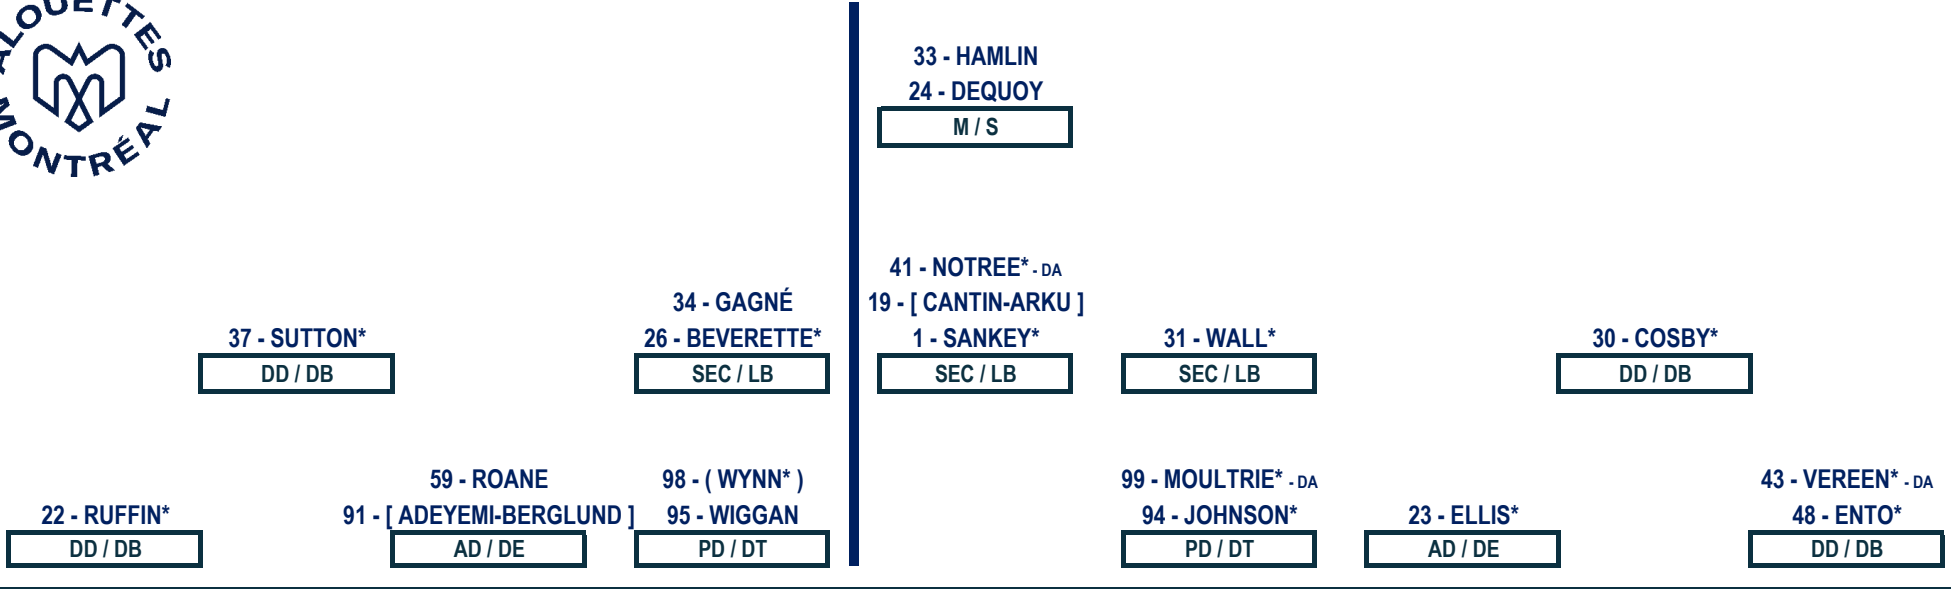 ALOUETTES
MONTRÉAL
33 - HAMLIN
24 - DEQUOY
M / S
41 - NOTREE* - DA
34 - GAGNÉ
19 - [ CANTIN-ARKU ]
37 - SUTTON*
26 - BEVERETTE*
1 - SANKEY*
31 - WALL*
30 - COSBY*
DD / DB
SEC / LB
SEC / LB
SEC / LB
DD / DB
59 - ROANE
98 - ( WYNN* )
99 - MOULTRIE* - DA
43 - VEREEN* - DA
22 - RUFFIN*
91 - [ ADEYEMI-BERGLUND ]
95 - WIGGAN
94 - JOHNSON*
23 - ELLIS*
48 - ENTO*
DD / DB
AD / DE
PD / DT
PD / DT
AD / DE
DD / DB